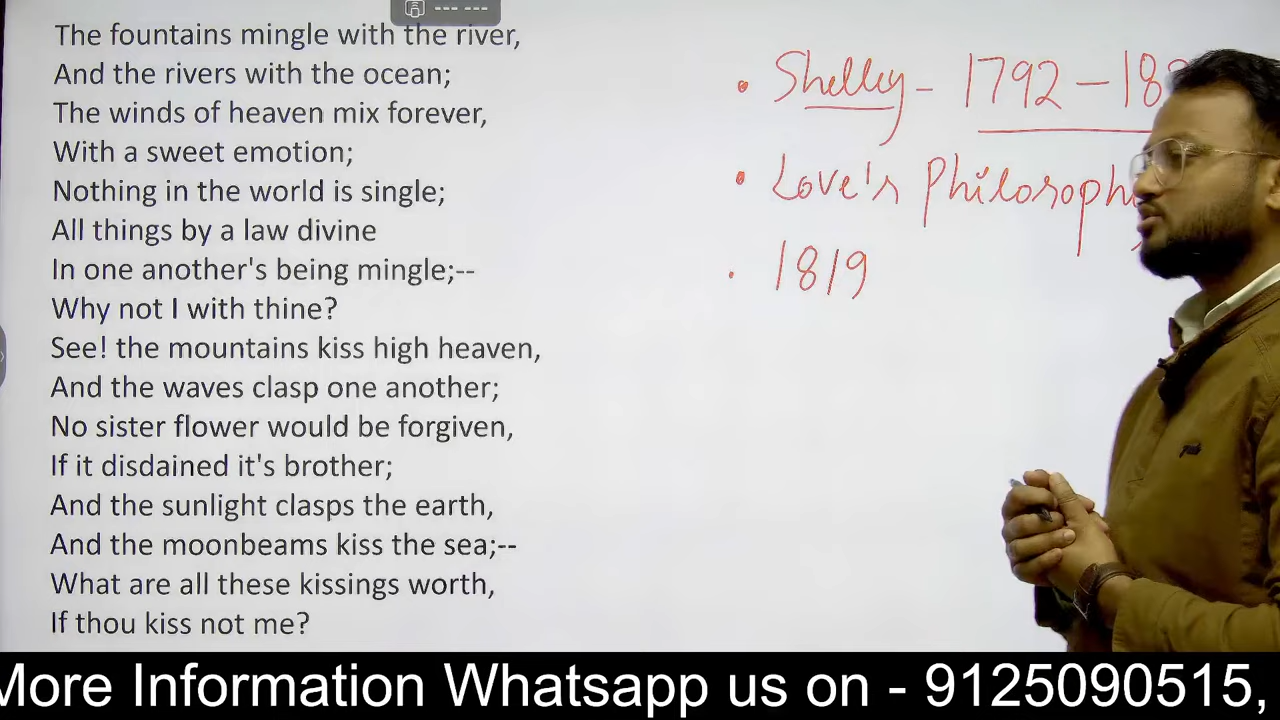 The fountains mingle with the river,
And the rivers with the ocean;
The winds of heaven mix forever,
With a sweet emotion;
Nothing in the world is single;
All things by a law divine
In one another's being mingle;--
Why not I with thine?
See! the mountains kiss high heaven,
And the waves clasp one another;
No sister flower would be forgiven,
If it disdained it's brother;
And the sunlight clasps the earth,
And the moonbeams kiss the sea;--
What are all these kissings worth,
If thou kiss not me?
• Shelley - 1792 -
• Love's
• 1819
More Information Whatsapp us on - 9125090515,